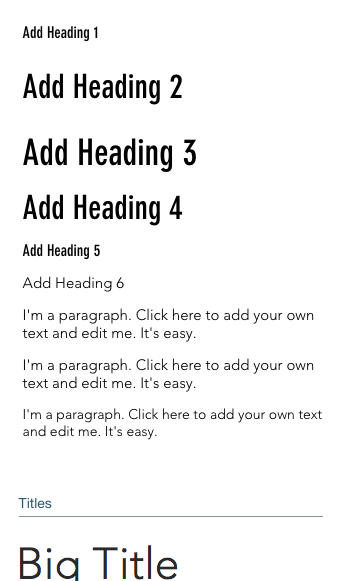 Add Heading 1
Add Heading 2
Add Heading 3
Add Heading 4
Add Heading 5
Add Heading 6
I'm a paragraph. Click here to add your own
text and edit me. It's easy.
I'm a paragraph. Click here to add your own
text and edit me. It's easy.
I'm a paragraph. Click here to add your own text
and edit me. It's easy.
Titles
Big Title